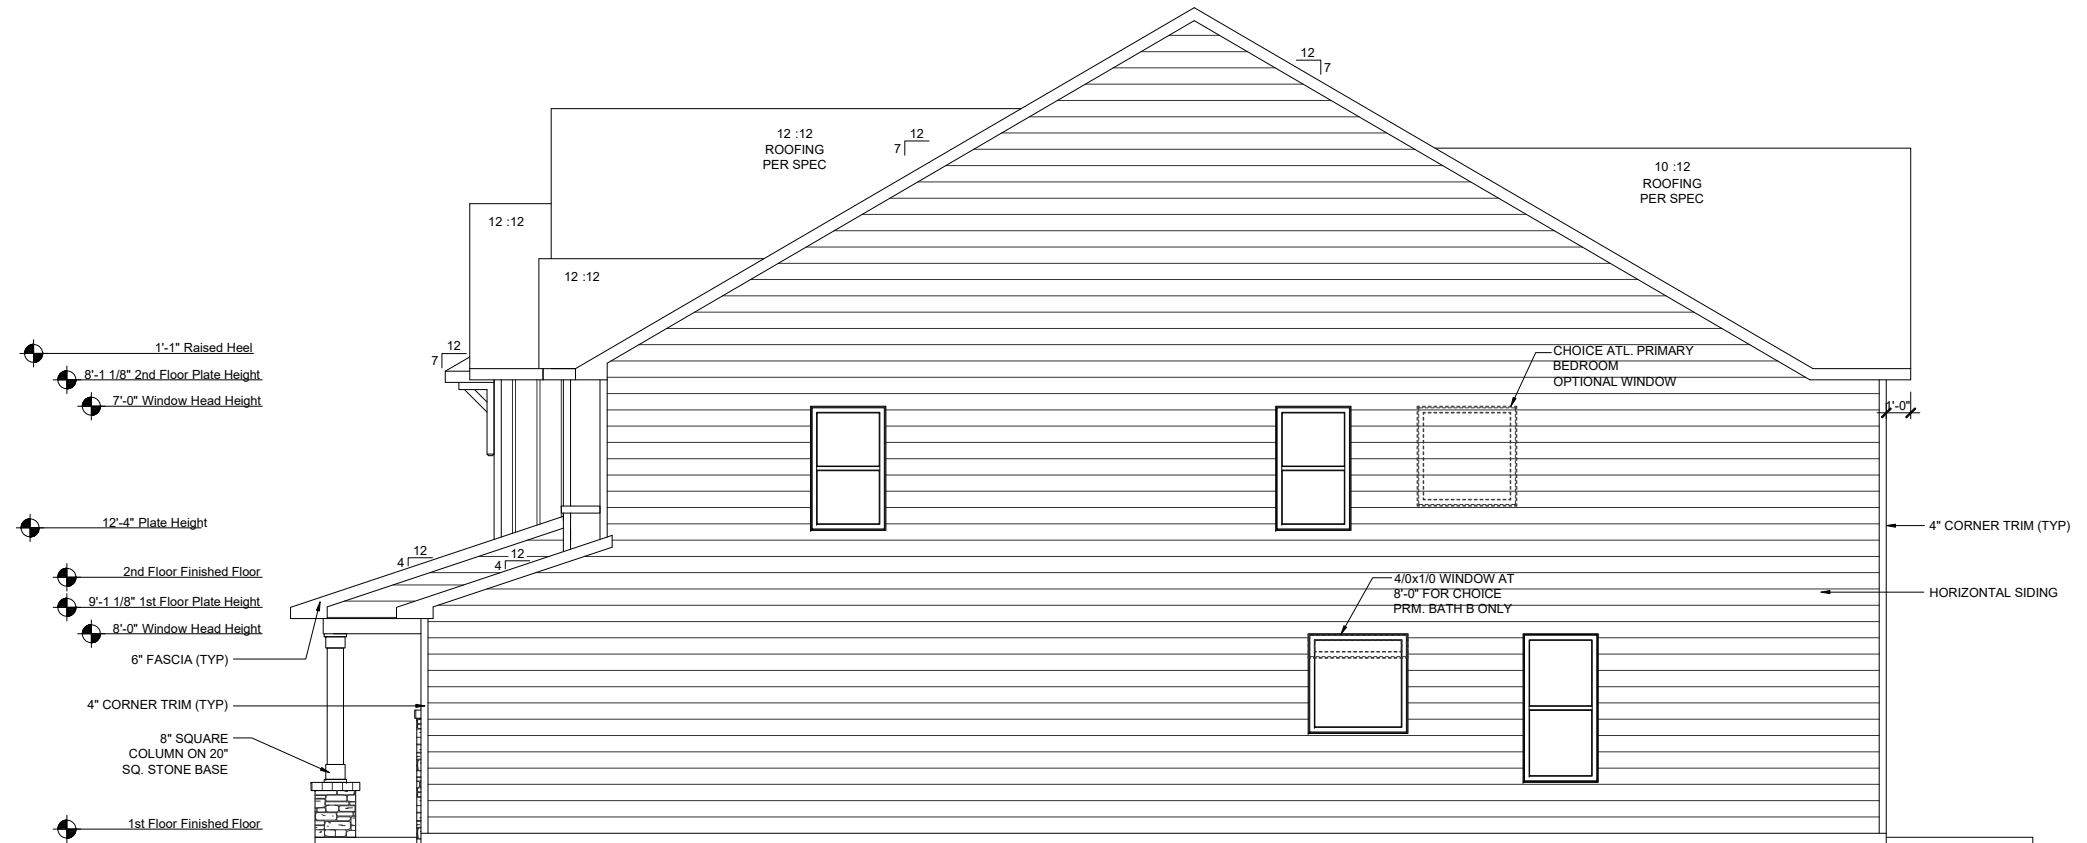 12
7
12 :12
ROOFING
PER SPEC
12
7
10 :12
ROOFING
PER SPEC
12 :12
12 :12
1'-1" Raised Heel
12
7
8'-1 1/8" 2nd Floor Plate Height
7'-0" Window Head Height
CHOICE ATL. PRIMARY
BEDROOM
OPTIONAL WINDOW
1'-0"
12'-4" Plate Height
4" CORNER TRIM (TYP)
12
4
12
4
2nd Floor Finished Floor
9'-1 1/8" 1st Floor Plate Height
8'-0" Window Head Height
4/0x1/0 WINDOW AT
8'-0" FOR CHOICE
PRM. BATH B ONLY
HORIZONTAL SIDING
6" FASCIA (TYP)
4" CORNER TRIM (TYP)
8" SQUARE
COLUMN ON 20"
SQ. STONE BASE
1st Floor Finished Floor